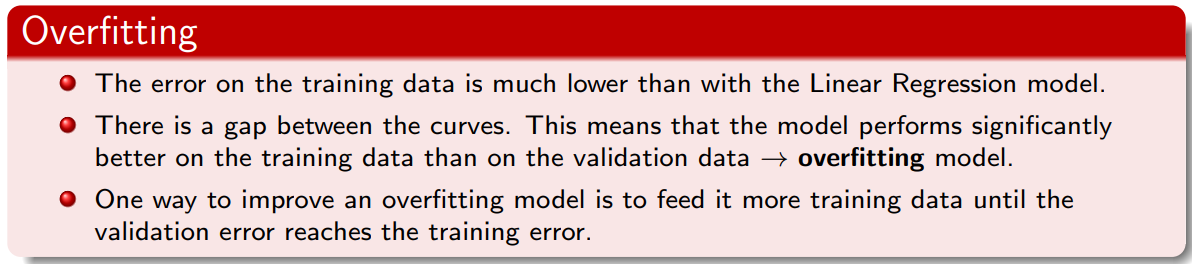 Overfitting
The error on the training data is much lower than with the Linear Regression model.
There is a gap between the curves. This means that the model performs significantly
better on the training data than on the validation data → overfitting model.
One way to improve an overfitting model is to feed it more training data until the
validation error reaches the training error.